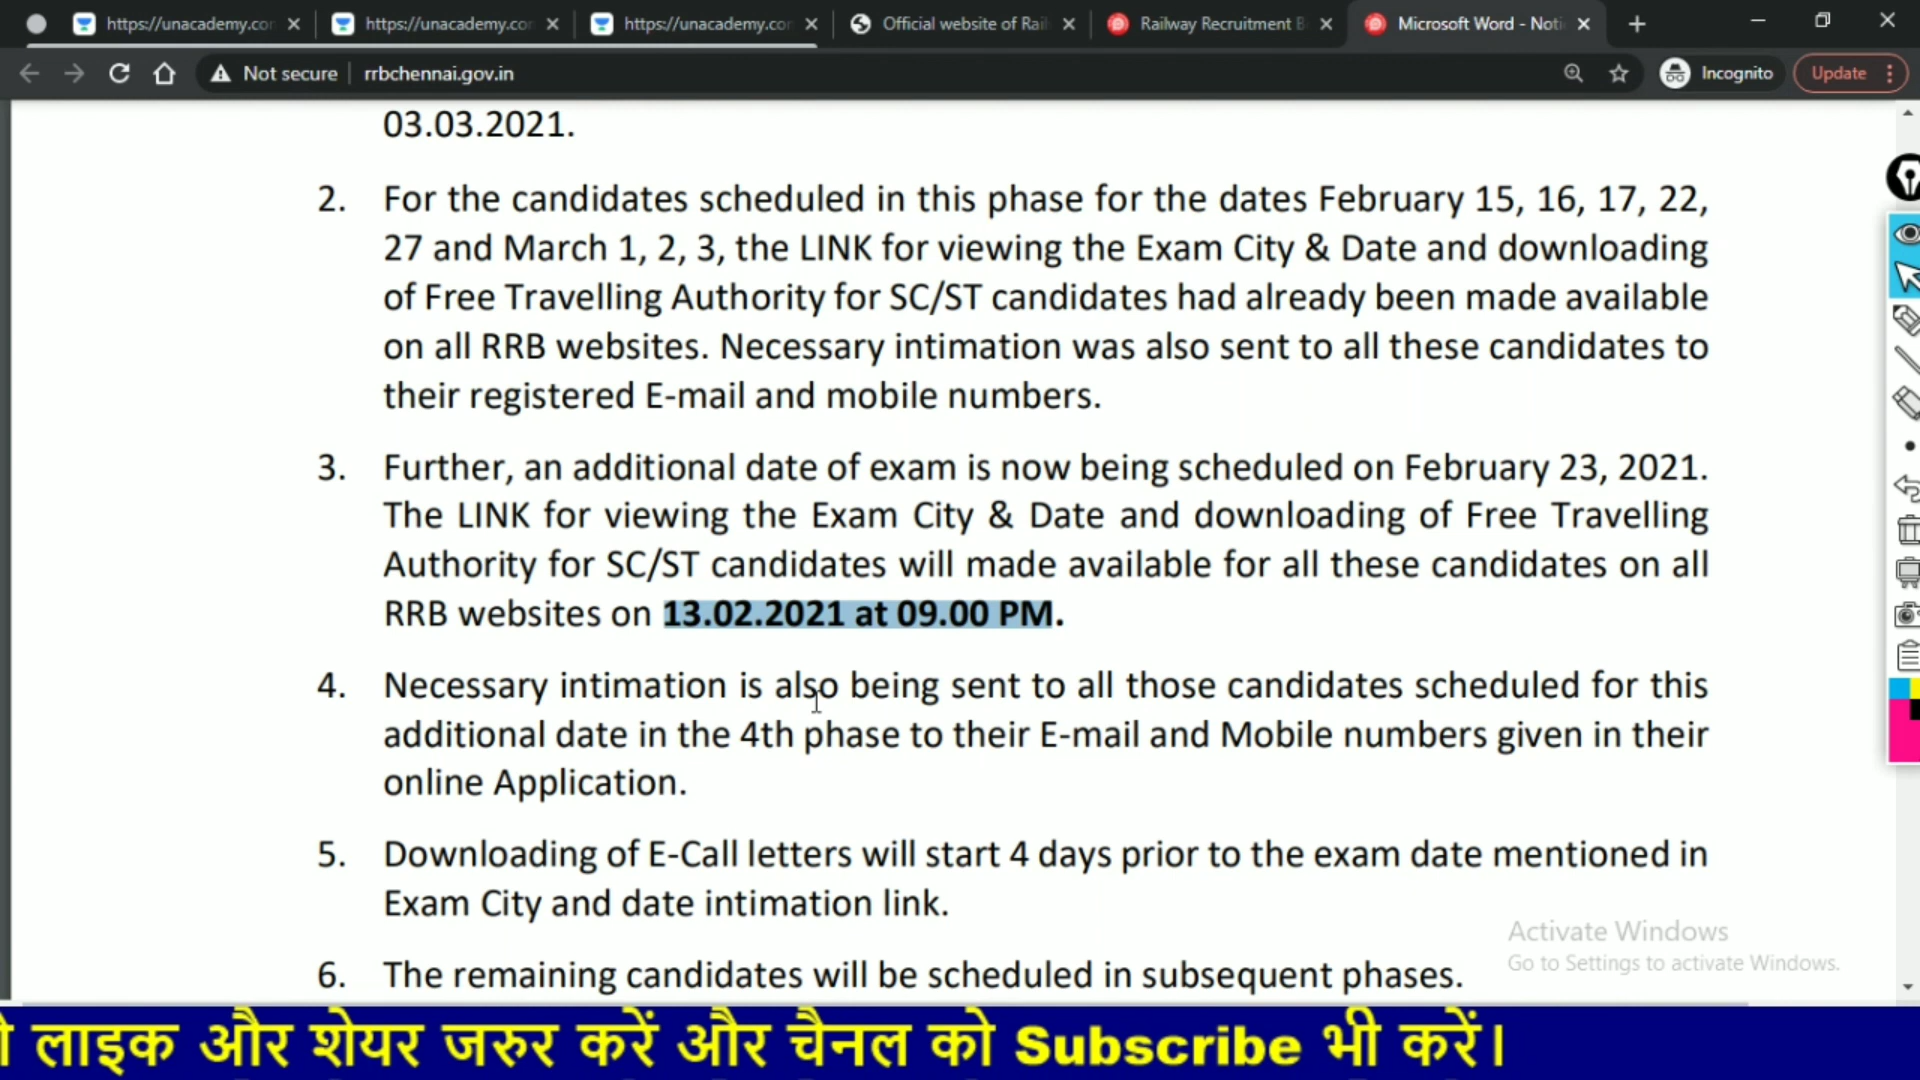 https://unacademy.co
https://unacademy.co
https://unacademy.co
Official website of Rail
Railway Recruitment B
Microsoft Word - Noti
Not secure
rrbchennai.gov.in
Incognito
Update
03.03.2021.
2. For the candidates scheduled in this phase for the dates February 15, 16, 17, 22,
27 and March 1, 2, 3, the LINK for viewing the Exam City & Date and downloading
of Free Travelling Authority for SC/ST candidates had already been made available
on all RRB websites. Necessary intimation was also sent to all these candidates to
their registered E-mail and mobile numbers.
3. Further, an additional date of exam is now being scheduled on February 23, 2021.
The LINK for viewing the Exam City & Date and downloading of Free Travelling
Authority for SC/ST candidates will made available for all these candidates on all
RRB websites on 13.02.2021 at 09.00 PM.
4. Necessary intimation is also being sent to all those candidates scheduled for this
additional date in the 4th phase to their E-mail and Mobile numbers given in their
online Application.
5. Downloading of E-Call letters will start 4 days prior to the exam date mentioned in
Exam City and date intimation link.
6. The remaining candidates will be scheduled in subsequent phases.
Activate Windows
Go to Settings to activate Windows.
लाइक और शेयर जरुर करें और चैनल को Subscribe भी करें।